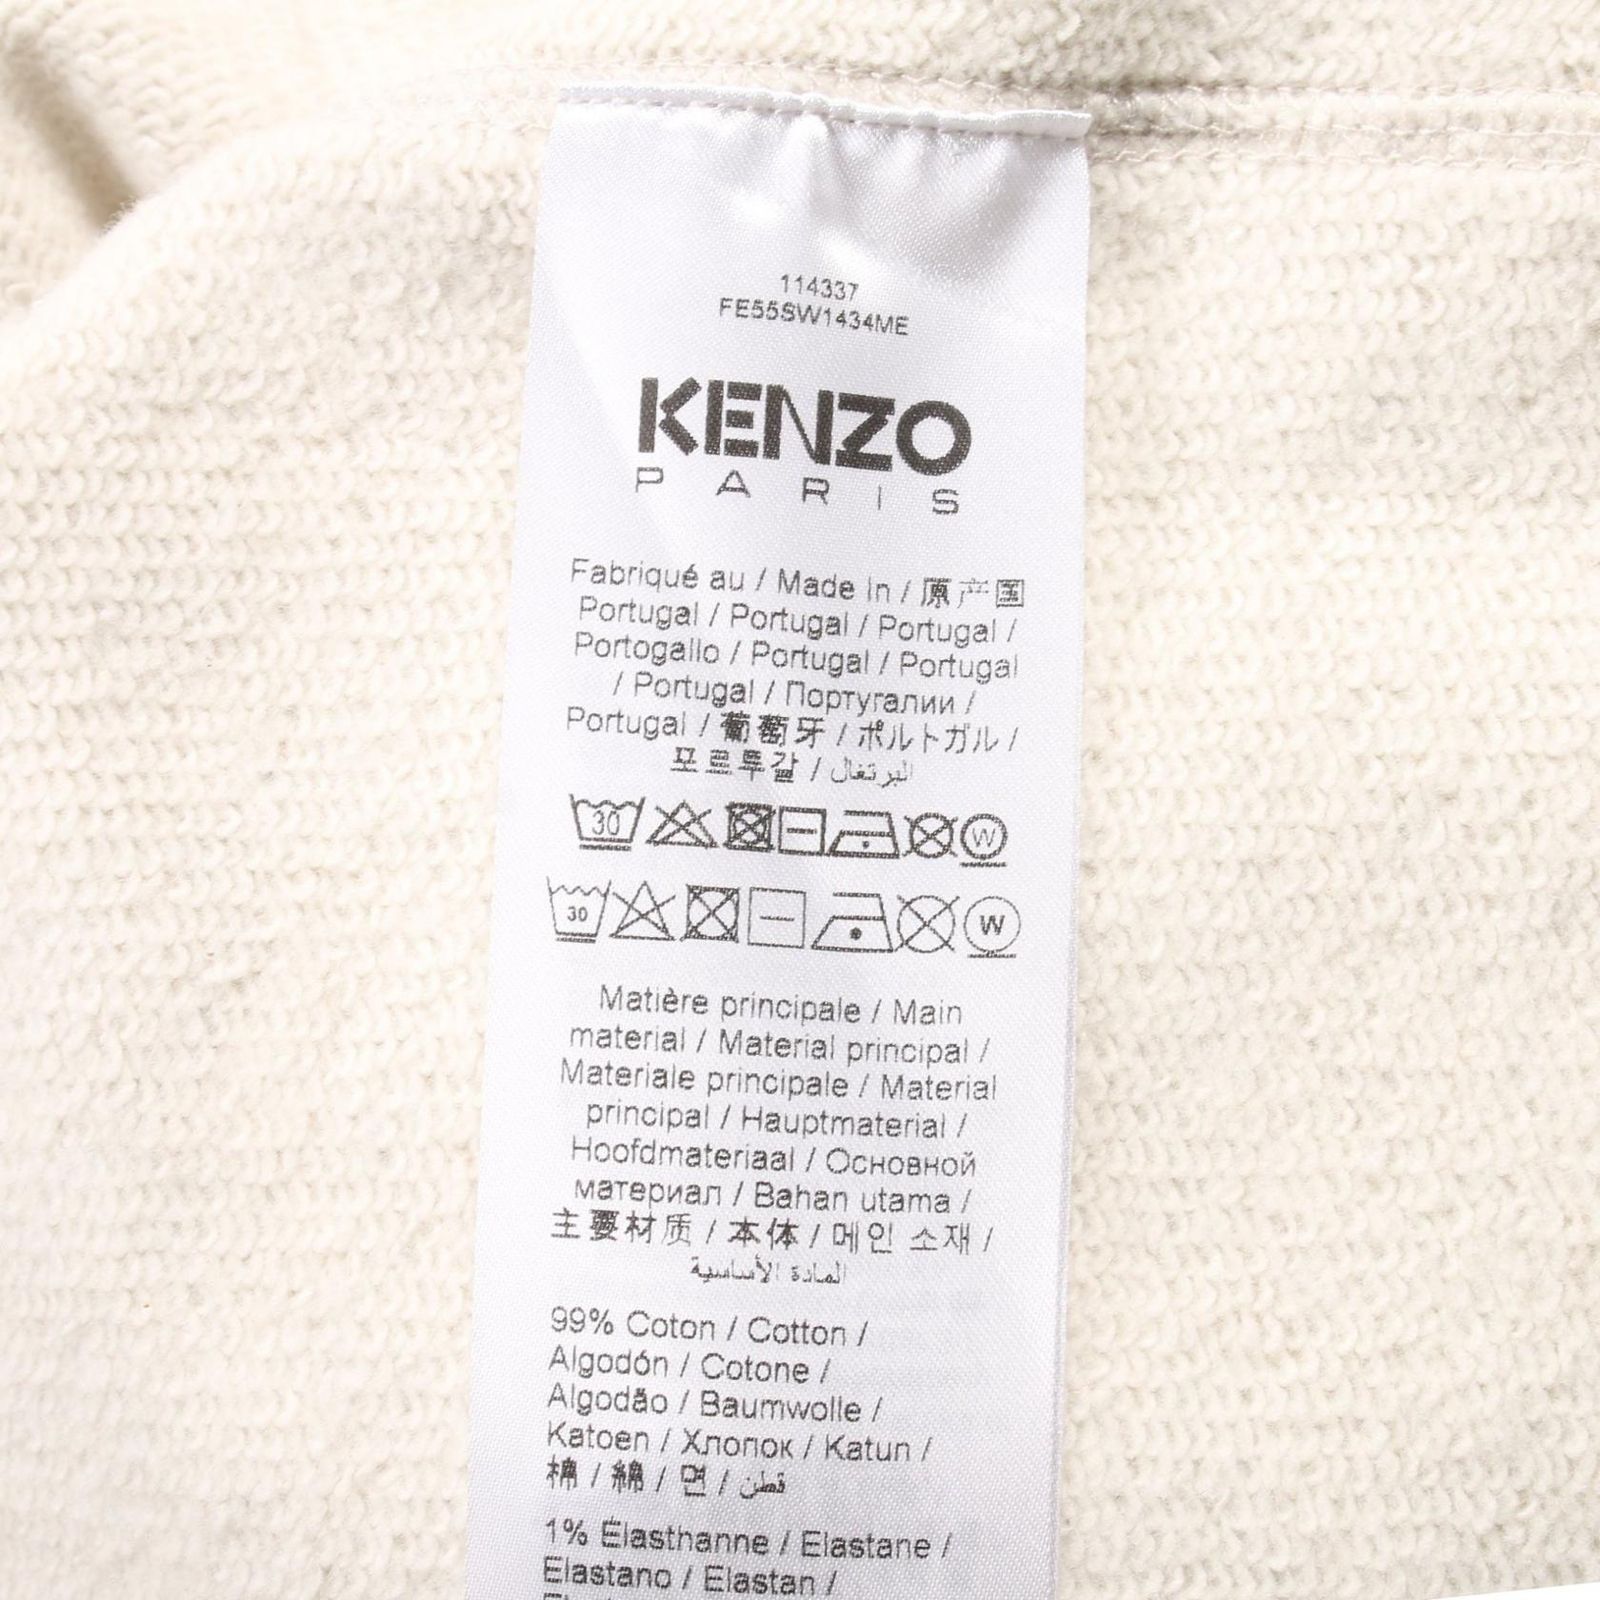 114337
FE55SW1434ME
KENZO
PARIS
Fabriqué au / Made In / 原产国
Portugal / Portugal / Portugal /
Portogallo / Portugal / Portugal
/ Portugal / Португалии /
Portugal / 葡萄牙 / ポルトガル /
포르투갈 / البرتغال
30 W
30 W
Matière principale / Main
material / Material principal /
Materiale principale / Material
principal / Hauptmaterial /
Hoofdmateriaal / Основной
материал / Bahan utama /
主要材质 / 本体 / 메인 소재 /
المادة الأساسية
99% Coton / Cotton /
Algodón / Cotone /
Algodão / Baumwolle /
Katoen / Хлопок / Katun /
棉 / 綿 / 면 / قطن
1% Élasthanne / Elastane /
Elastano / Elastan /